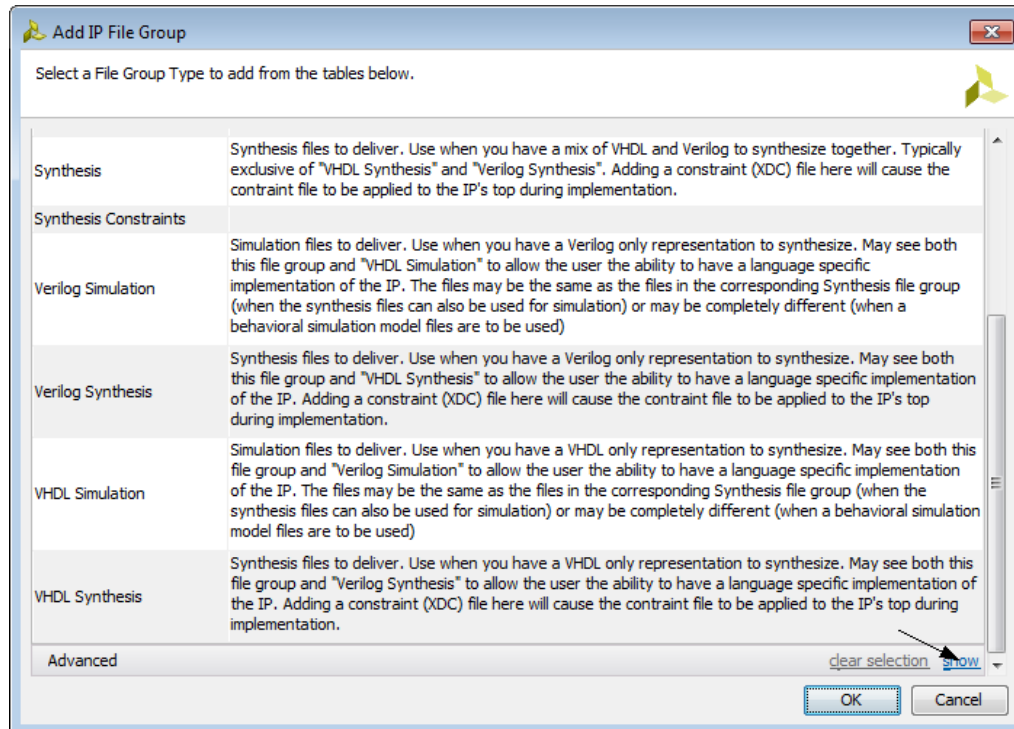 Add IP File Group
Select a File Group Type to add from the tables below.
Synthesis
Synthesis files to deliver. Use when you have a mix of VHDL and Verilog to synthesize together. Typically
exclusive of "VHDL Synthesis" and "Verilog Synthesis". Adding a constraint (XDC) file here will cause the
contraint file to be applied to the IP's top during implementation.
Synthesis Constraints
Verilog Simulation
Simulation files to deliver. Use when you have a Verilog only representation to synthesize. May see both
this file group and "VHDL Simulation" to allow the user the ability to have a language specific
implementation of the IP. The files may be the same as the files in the corresponding Synthesis file group
(when the synthesis files can also be used for simulation) or may be completely different (when a
behavioral simulation model files are to be used)
Verilog Synthesis
Synthesis files to deliver. Use when you have a Verilog only representation to synthesize. May see both
this file group and "VHDL Synthesis" to allow the user the ability to have a language specific implementation
of the IP. Adding a constraint (XDC) file here will cause the contraint file to be applied to the IP's top
during implementation.
VHDL Simulation
Simulation files to deliver. Use when you have a VHDL only representation to synthesize. May see both this
file group and "Verilog Simulation" to allow the user the ability to have a language specific implementation
of the IP. The files may be the same as the files in the corresponding Synthesis file group (when the
synthesis files can also be used for simulation) or may be completely different (when a behavioral simulation
model files are to be used)
VHDL Synthesis
Synthesis files to deliver. Use when you have a VHDL only representation to synthesize. May see both this
file group and "Verilog Synthesis" to allow the user the ability to have a language specific implementation of
the IP. Adding a constraint (XDC) file here will cause the contraint file to be applied to the IP's top during
implementation.
Advanced
clear selection show
OK Cancel